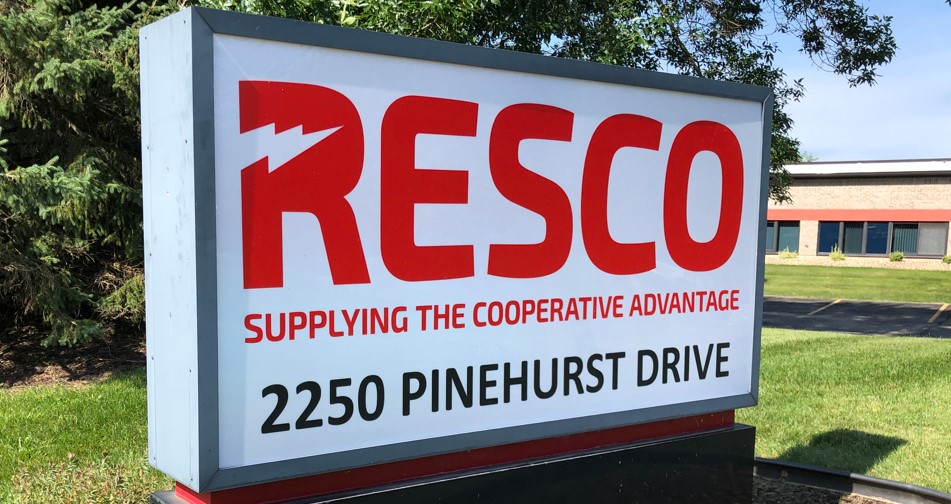 RESCO
SUPPLYING THE COOPERATIVE ADVANTAGE
2250 PINEHURST DRIVE